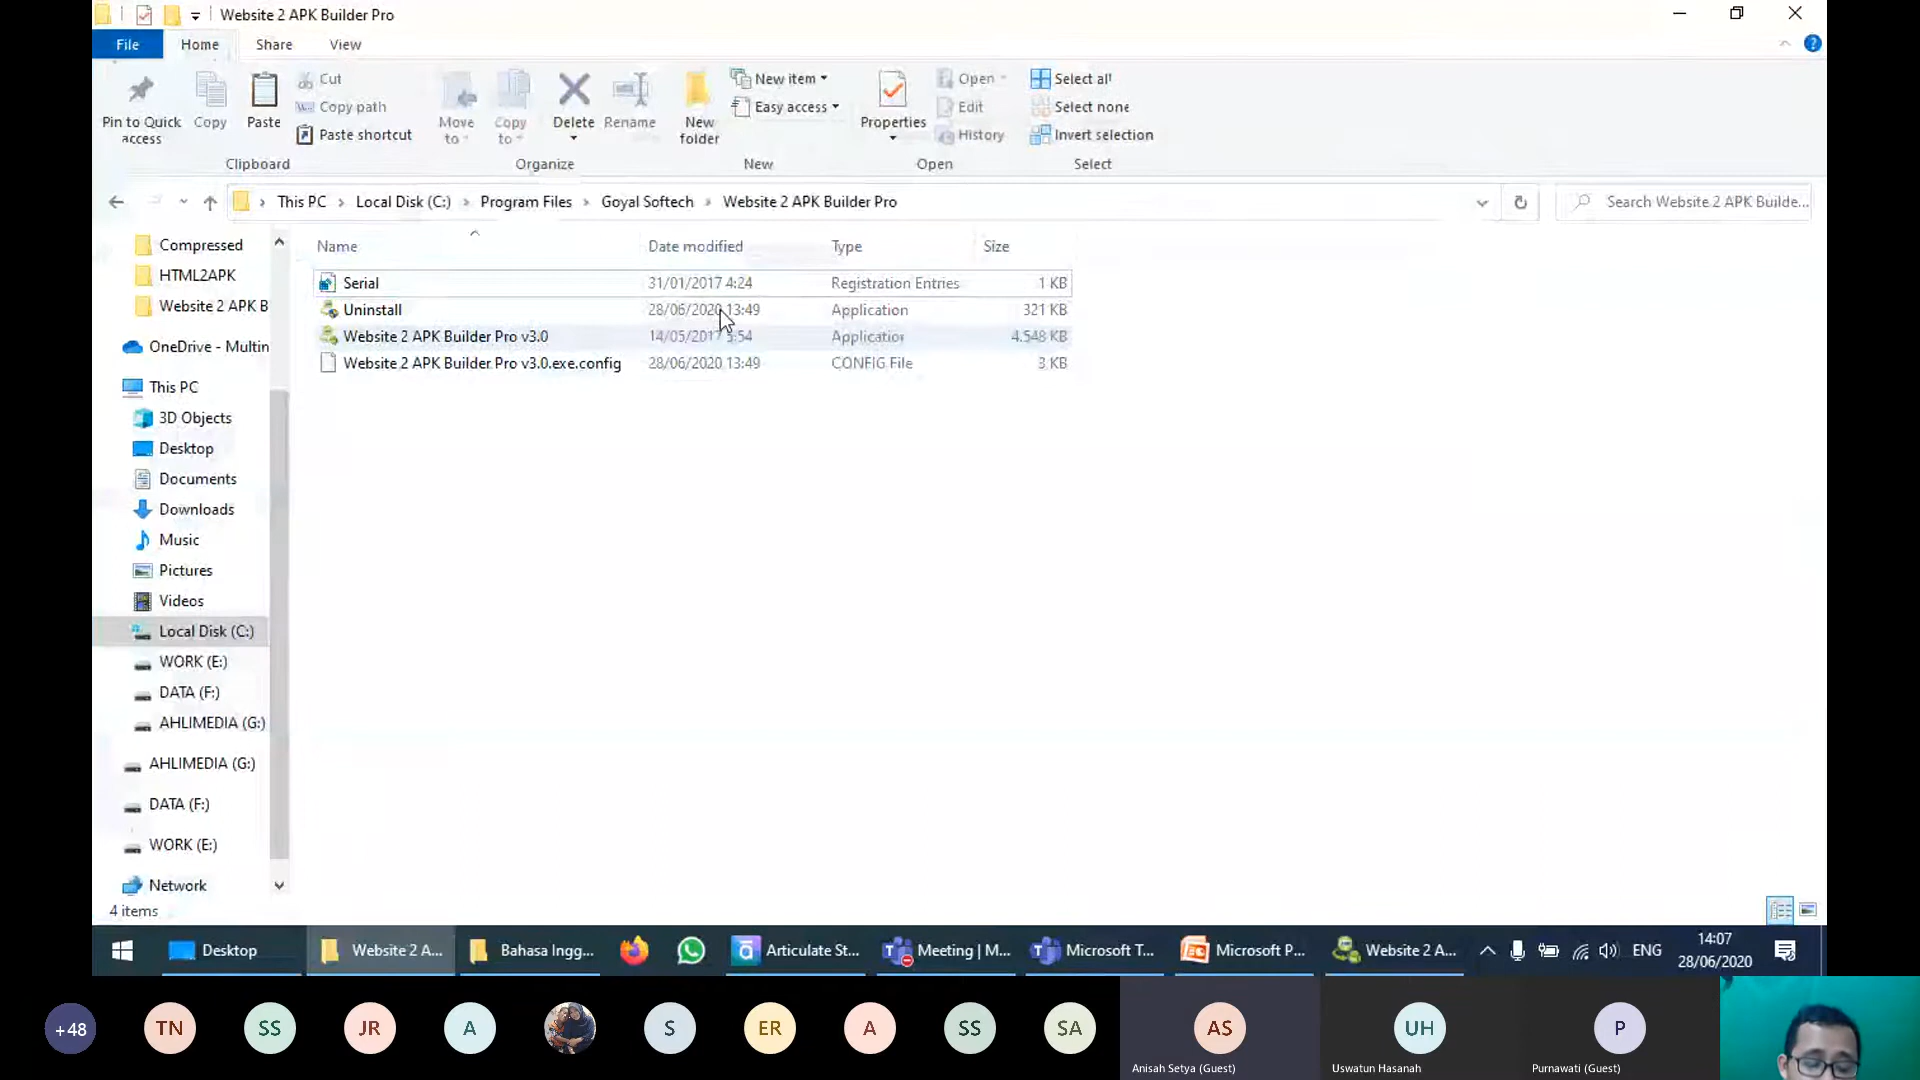 Website 2 APK Builder Pro
File Home Share View
Pin to Quick access
Copy
Paste
Cut
Copy path
Paste shortcut
Clipboard
Move to
Copy to
Delete
Rename
Organize
New folder
New item
Easy access
New
Properties
Open
Edit
History
Open
Select all
Select none
Invert selection
Select
This PC > Local Disk (C:) > Program Files > Goyal Softech > Website 2 APK Builder Pro
Search Website 2 APK Builde...
Name Date modified Type Size
Serial 31/01/2017 4:24 Registration Entries 1 KB
Uninstall 28/06/2020 13:49 Application 321 KB
Website 2 APK Builder Pro v3.0 14/05/2017 5:54 Application 4.548 KB
Website 2 APK Builder Pro v3.0.exe.config 28/06/2020 13:49 CONFIG File 3 KB
Compressed
HTML2APK
Website 2 APK B
OneDrive - Multin
This PC
3D Objects
Desktop
Documents
Downloads
Music
Pictures
Videos
Local Disk (C:)
WORK (E:)
DATA (F:)
AHLIMEDIA (G:)
AHLIMEDIA (G:)
DATA (F:)
WORK (E:)
Network
4 items
Desktop
Website 2 A...
Bahasa Ingg...
Articulate St...
Meeting | M...
Microsoft T...
Microsoft P...
Website 2 A...
ENG
14:07
28/06/2020
+48 TN SS JR A S ER A SS SA AS UH P
Anisah Setya (Guest)
Uswatun Hasanah
Purnawati (Guest)